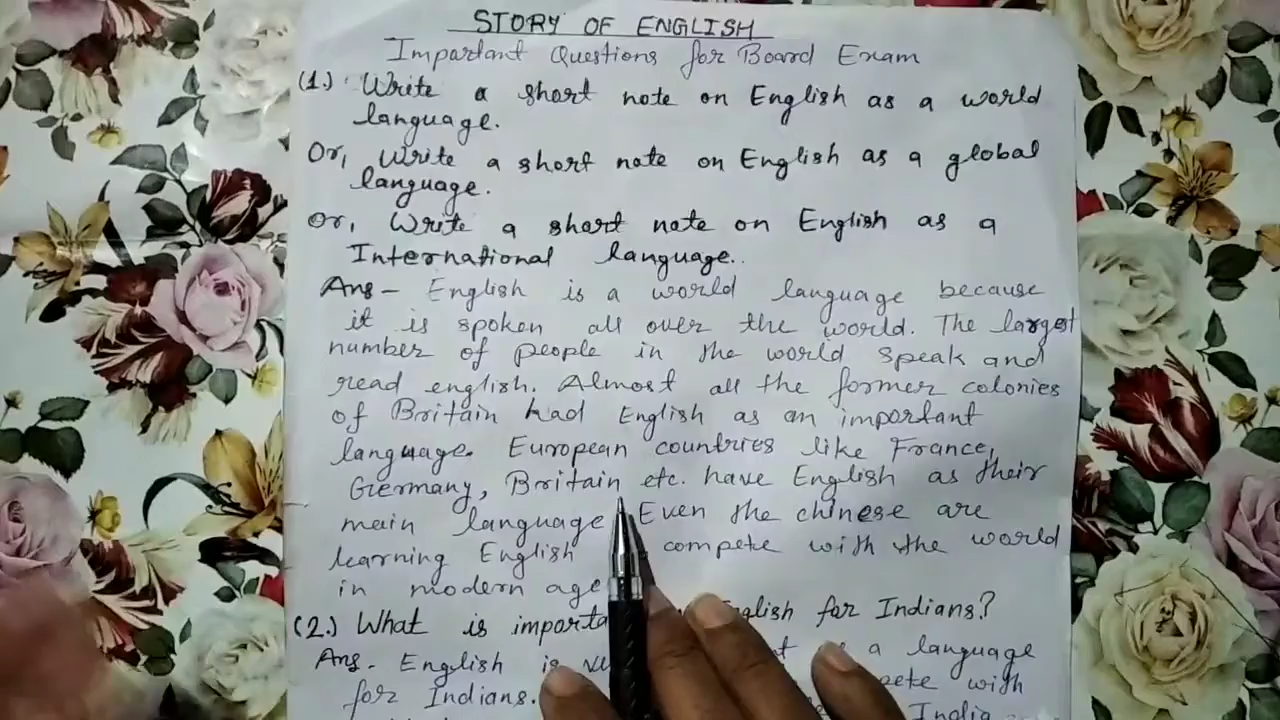 STORY OF ENGLISH
Important Questions for Board Exam
(1.) Write a short note on English as a world
language.
Or, Write a short note on English as a global
language.
Or, Write a short note on English as a
International language..
Ans – English is a world language because
it is spoken all over the world. The largest
number of people in the world speak and
read english. Almost all the former colonies
of Britain had English as an important
language. European countries like France,
Germany, Britain etc. have English as their
main language Even the chinese are
learning English compete with the world
in modern age
(2.) What is English for Indians?
Ans. English is a language
for Indians. with
India